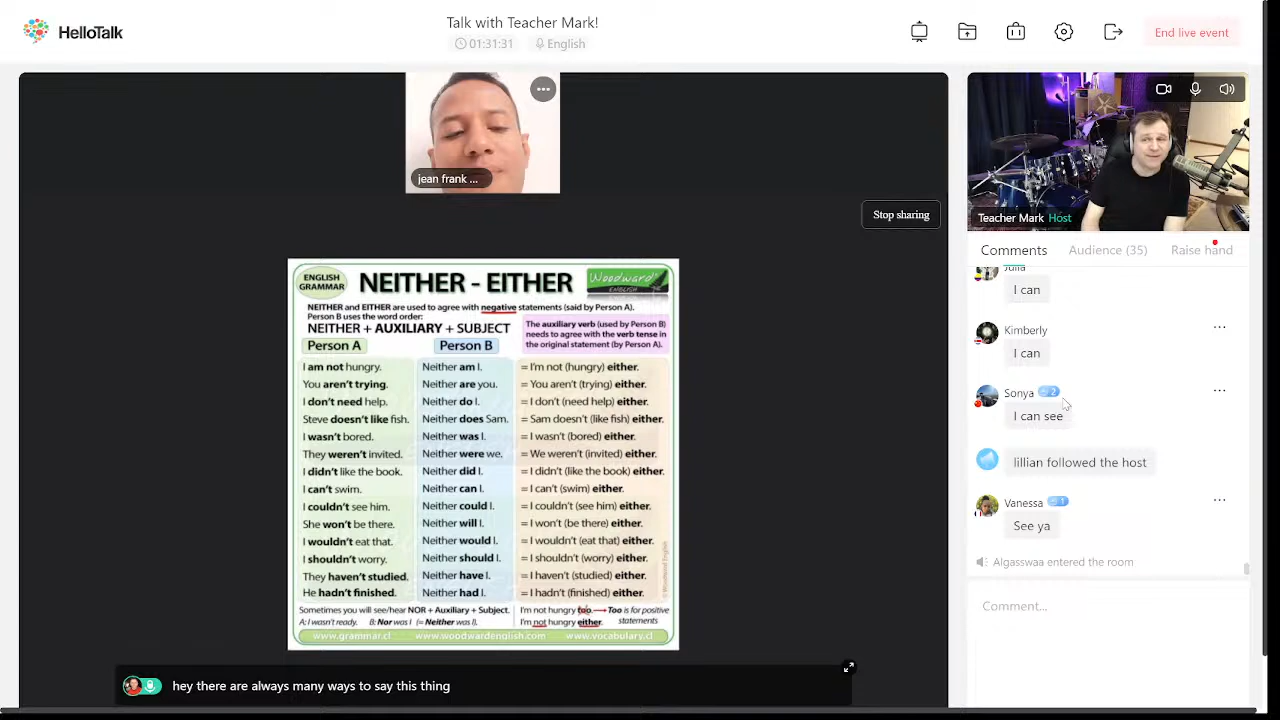 HelloTalk
Talk with Teacher Mark!
01:31:31 English
End live event
jean frank ...
Stop sharing
ENGLISH
GRAMMAR
NEITHER - EITHER
Woodward
ENGLISH
NEITHER and EITHER are used to agree with negative statements (said by Person A).
Person B uses the word order:
NEITHER + AUXILIARY + SUBJECT
The auxiliary verb (used by Person B)
needs to agree with the verb tense in
the original statement (by Person A).
Person A
Person B
I am not hungry. Neither am I. = I'm not (hungry) either.
You aren't trying. Neither are you. = You aren't (trying) either.
I don't need help. Neither do I. = I don't (need help) either.
Steve doesn't like fish. Neither does Sam. = Sam doesn't (like fish) either.
I wasn't bored. Neither was I. = I wasn't (bored) either.
They weren't invited. Neither were we. = We weren't (invited) either.
I didn't like the book. Neither did I. = I didn't (like the book) either.
I can't swim. Neither can I. = I can't (swim) either.
I couldn't see him. Neither could I. = I couldn't (see him) either.
She won't be there. Neither will I. = I won't (be there) either.
I wouldn't eat that. Neither would I. = I wouldn't (eat that) either.
I shouldn't worry. Neither should I. = I shouldn't (worry) either.
They haven't studied. Neither have I. = I haven't (studied) either.
He hadn't finished. Neither had I. = I hadn't (finished) either.
Sometimes you will see/hear NOR + Auxiliary + Subject.
A: I wasn't ready. B: Nor was I (= Neither was I).
I'm not hungry too. → Too is for positive
I'm not hungry either. statements
www.grammar.cl www.woodwardenglish.com www.vocabulary.cl
hey there are always many ways to say this thing
Teacher Mark Host
Comments Audience (35) Raise hand
Julia
I can
Kimberly
I can
Sonya 2
I can see
lillian followed the host
Vanessa 1
See ya
Algasswaa entered the room
Comment...